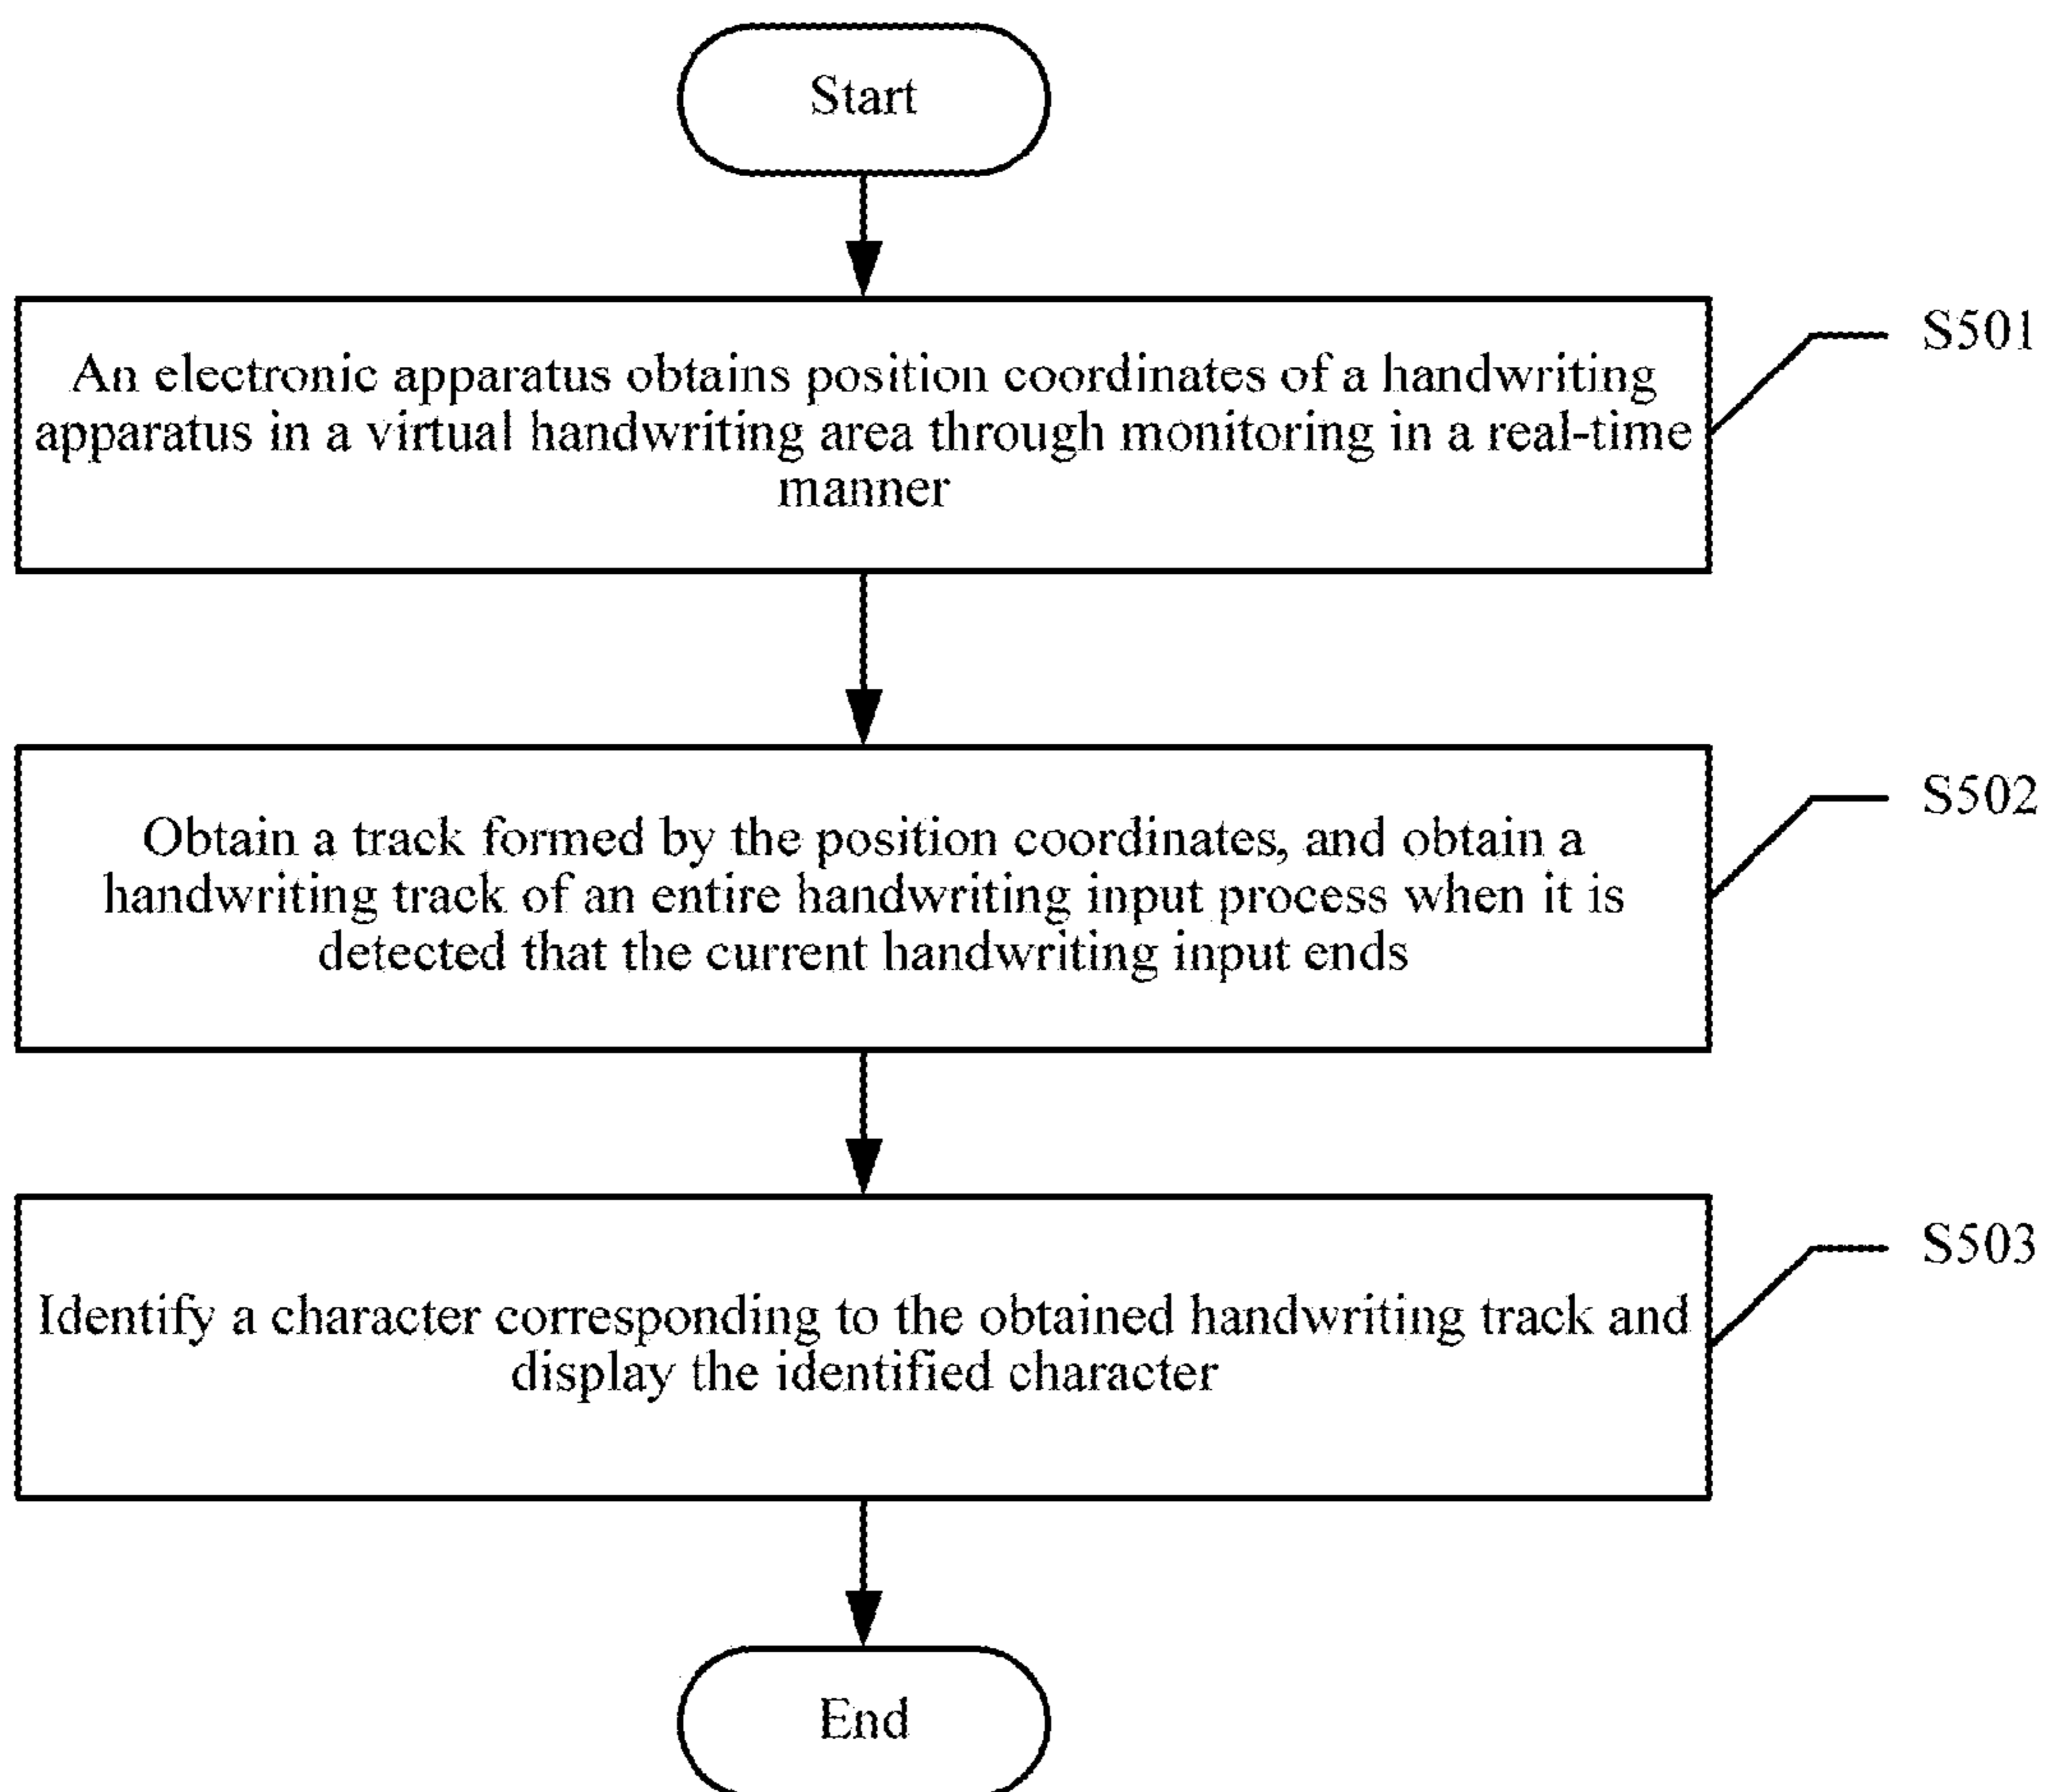 Start
An electronic apparatus obtains position coordinates of a handwriting
apparatus in a virtual handwriting area through monitoring in a real-time
manner
S501
Obtain a track formed by the position coordinates, and obtain a
handwriting track of an entire handwriting input process when it is
detected that the current handwriting input ends
S502
Identify a character corresponding to the obtained handwriting track and
display the identified character
S503
End